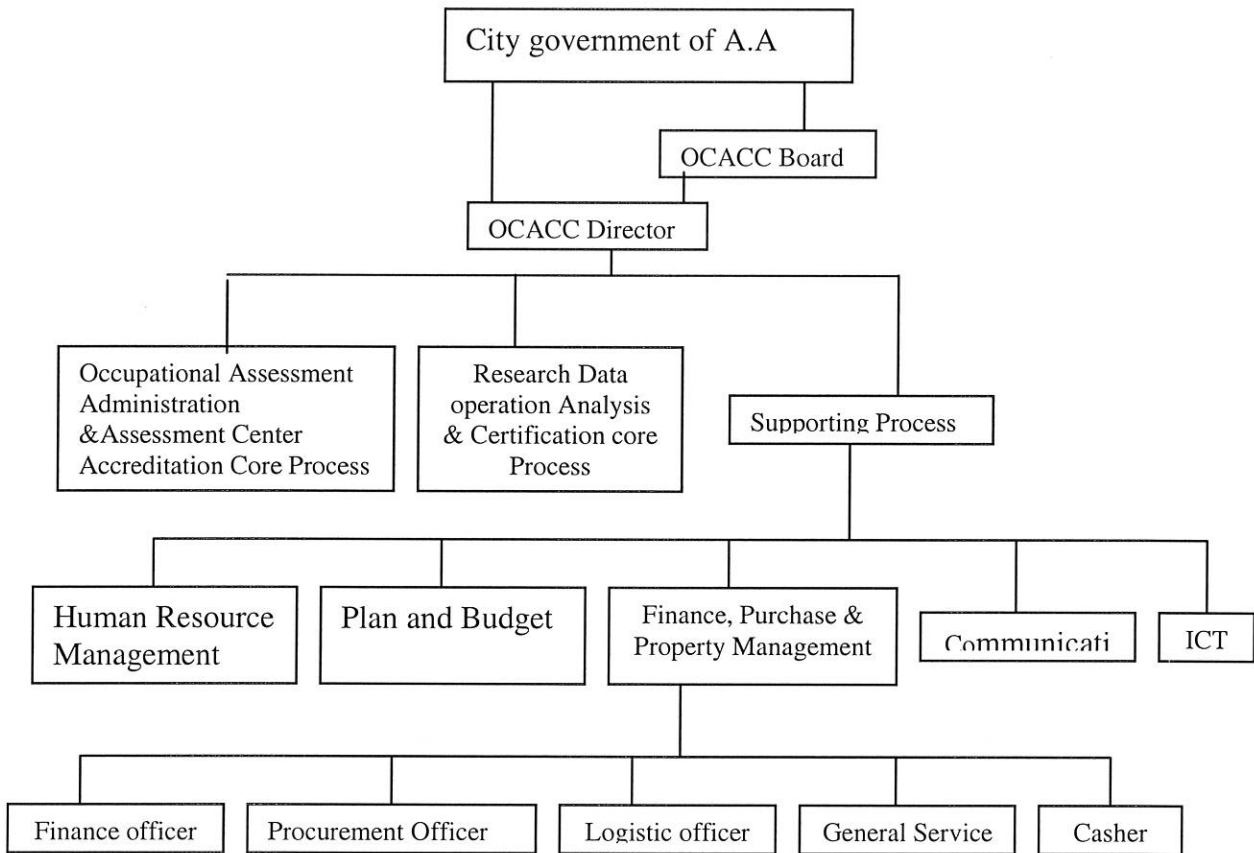 City government of A.A
OCACC Board
OCACC Director
Occupational Assessment
Administration
&Assessment Center
Accreditation Core Process
Research Data
operation Analysis
& Certification core
Process
Supporting Process
Human Resource
Management
Plan and Budget
Finance, Purchase &
Property Management
Communicati
ICT
Finance officer
Procurement Officer
Logistic officer
General Service
Casher